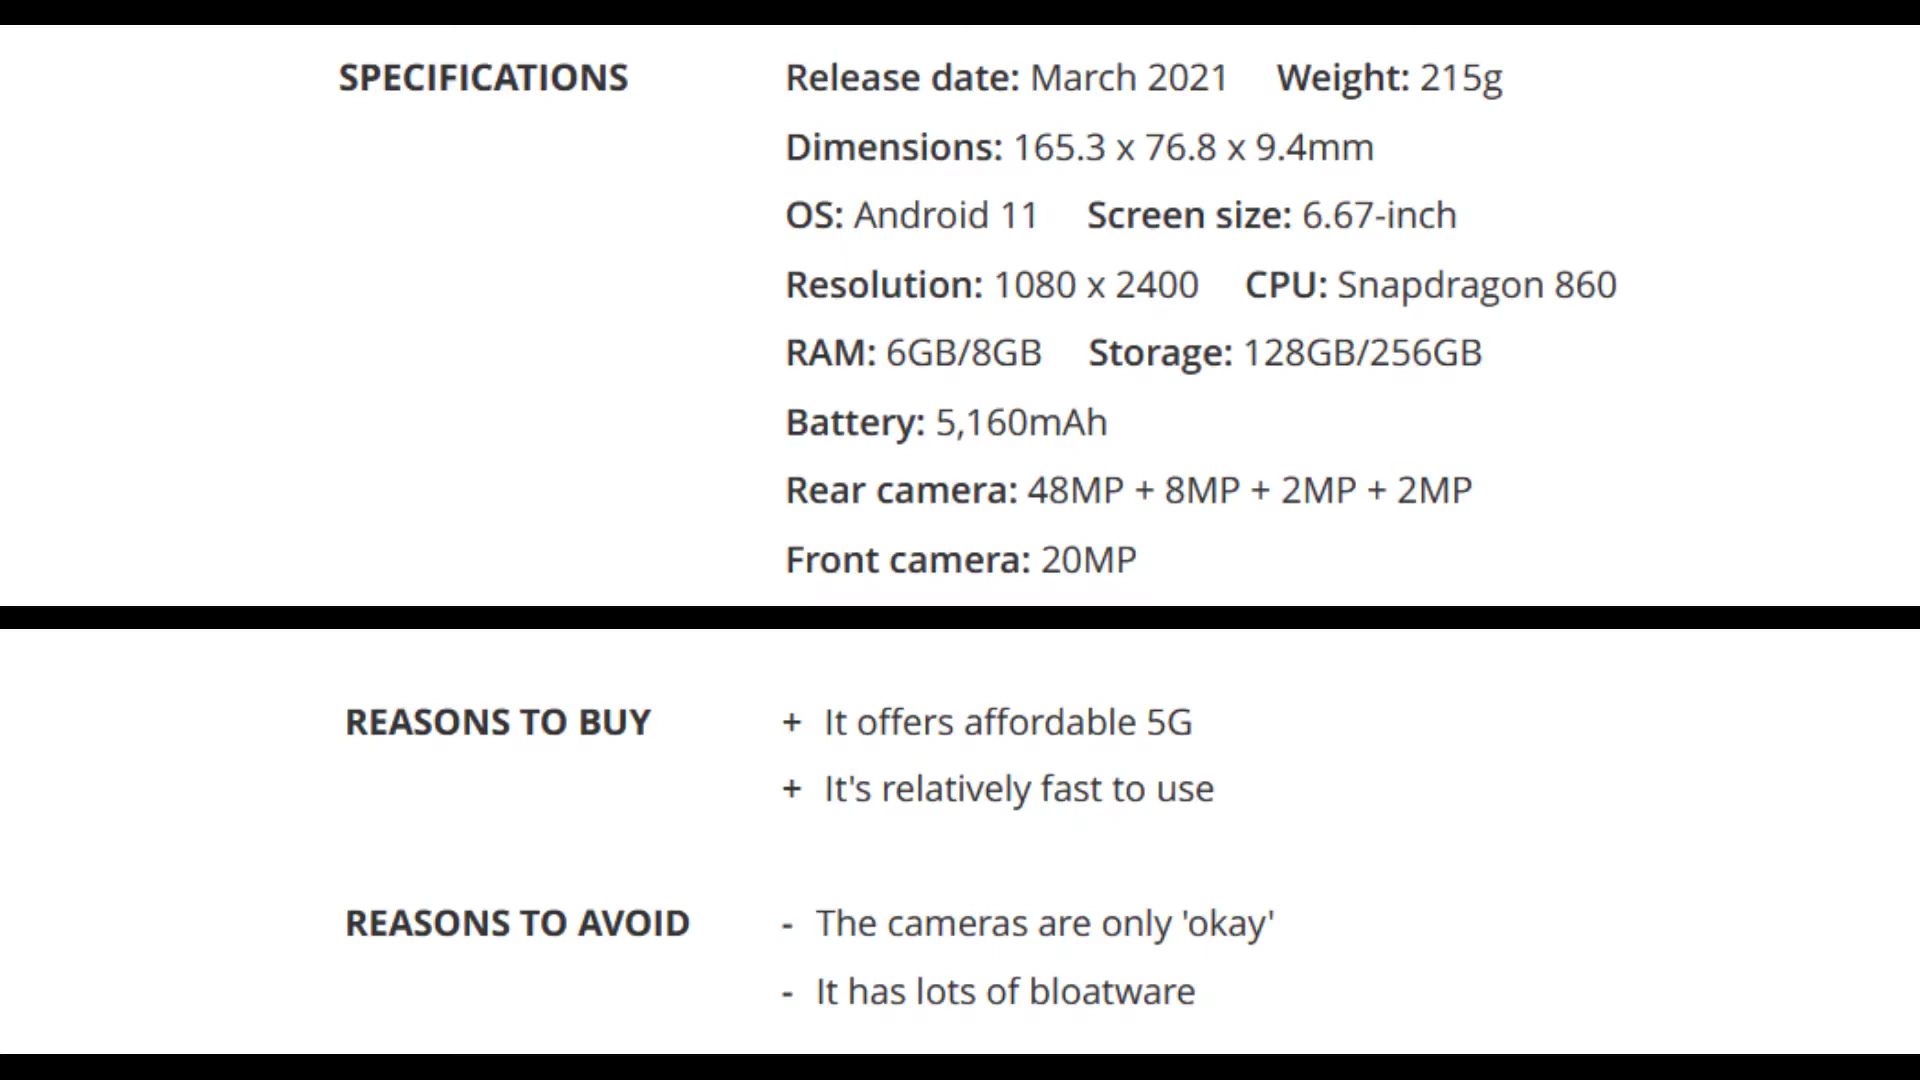 SPECIFICATIONS
Release date: March 2021 Weight: 215g
Dimensions: 165.3 x 76.8 x 9.4mm
OS: Android 11 Screen size: 6.67-inch
Resolution: 1080 x 2400 CPU: Snapdragon 860
RAM: 6GB/8GB Storage: 128GB/256GB
Battery: 5,160mAh
Rear camera: 48MP + 8MP + 2MP + 2MP
Front camera: 20MP
REASONS TO BUY
+ It offers affordable 5G
+ It's relatively fast to use
REASONS TO AVOID
- The cameras are only 'okay'
- It has lots of bloatware